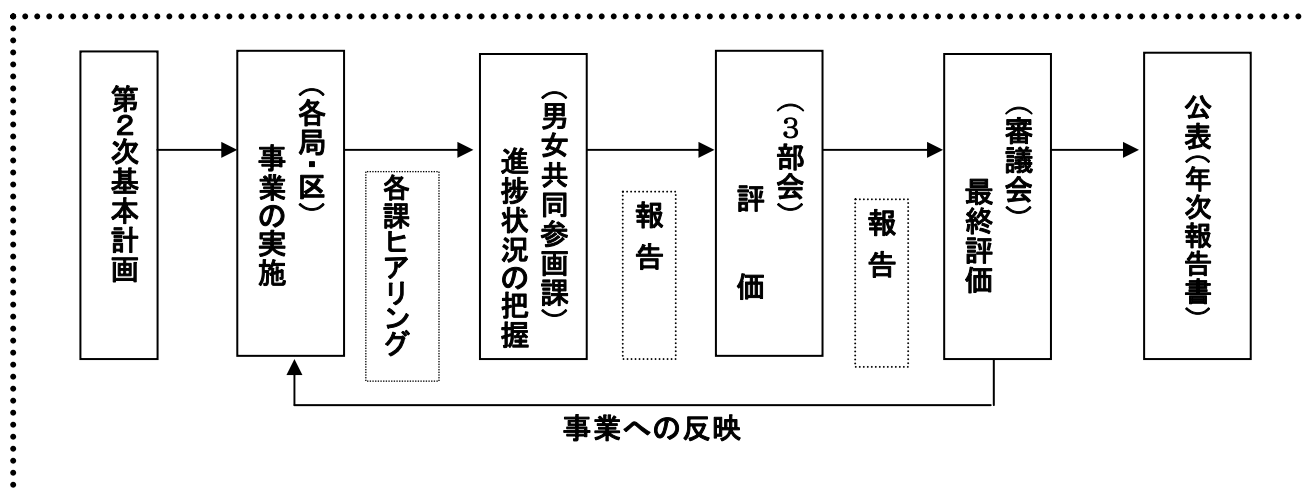 第2次基本計画
（各局・区）
事業の実施
各課ヒアリング
（男女共同参画課）
進捗状況の把握
報告
（３部会）
評価
報告
（審議会）
最終評価
公表（年次報告書）
事業への反映